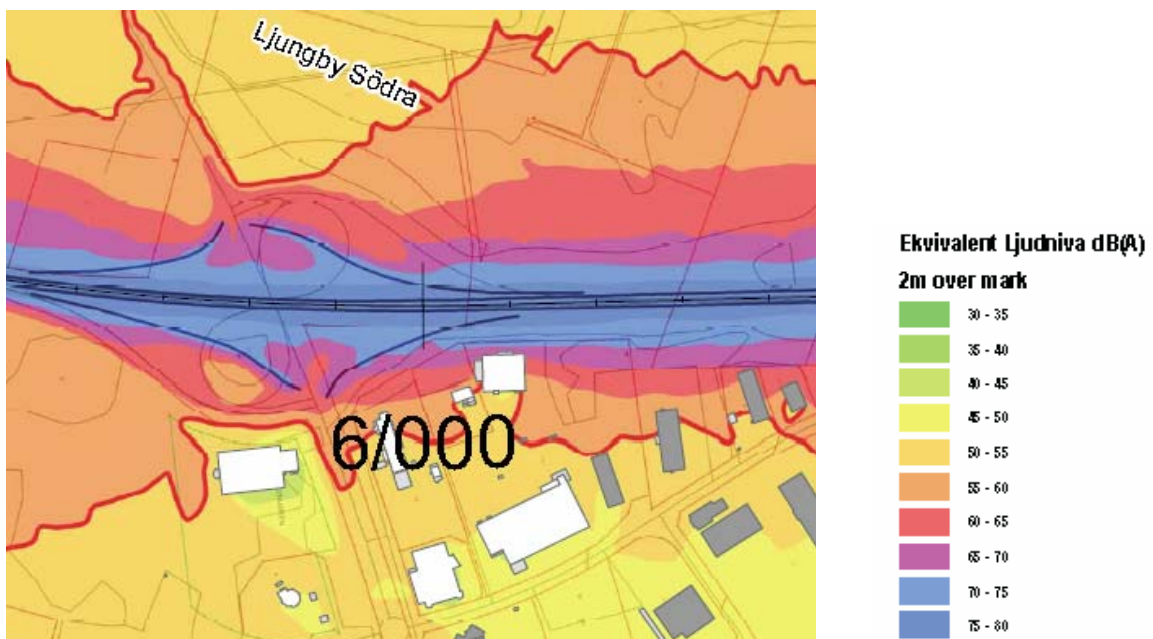 Ljungby Södra
6/000
Ekvivalent Ljudniva dB(A)
2m over mark
30 - 35
35 - 40
40 - 45
45 - 50
50 - 55
55 - 60
60 - 65
65 - 70
70 - 75
75 - 80